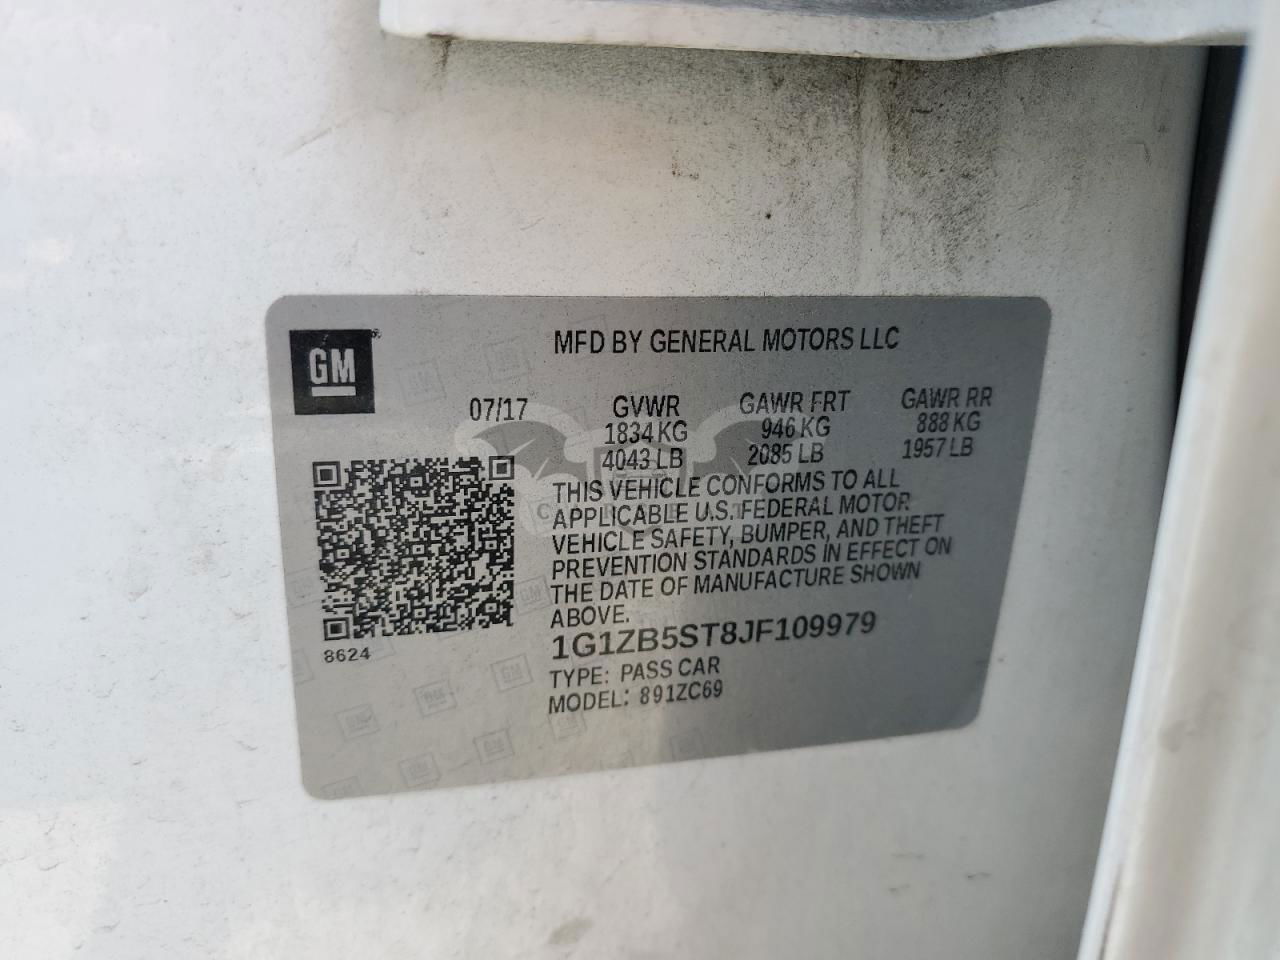 GM
MFD BY GENERAL MOTORS LLC
07/17 GVWR GAWR FRT GAWR RR
1834 KG 946 KG 888 KG
4043 LB 2085 LB 1957 LB
THIS VEHICLE CONFORMS TO ALL
APPLICABLE U.S. FEDERAL MOTOR
VEHICLE SAFETY, BUMPER, AND THEFT
PREVENTION STANDARDS IN EFFECT ON
THE DATE OF MANUFACTURE SHOWN
ABOVE.
1G1ZB5ST8JF109979
TYPE: PASS CAR
MODEL: 891ZC69
8624